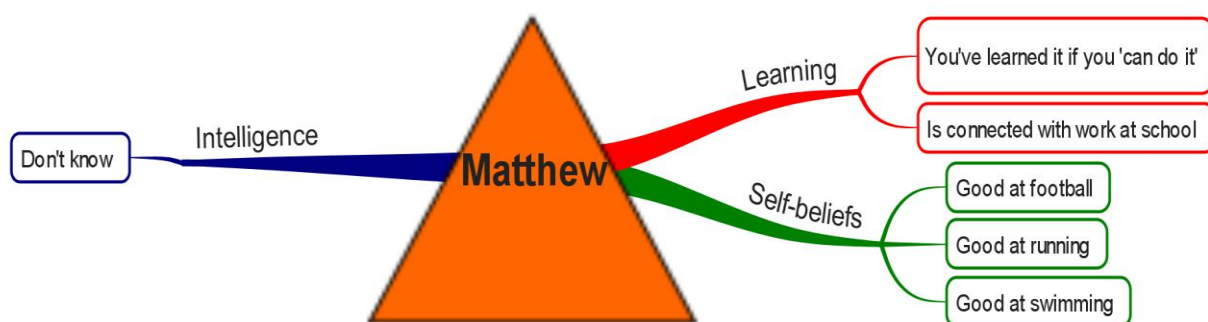 Matthew
Intelligence
Don't know
Learning
You've learned it if you 'can do it'
Is connected with work at school
Self-beliefs
Good at football
Good at running
Good at swimming